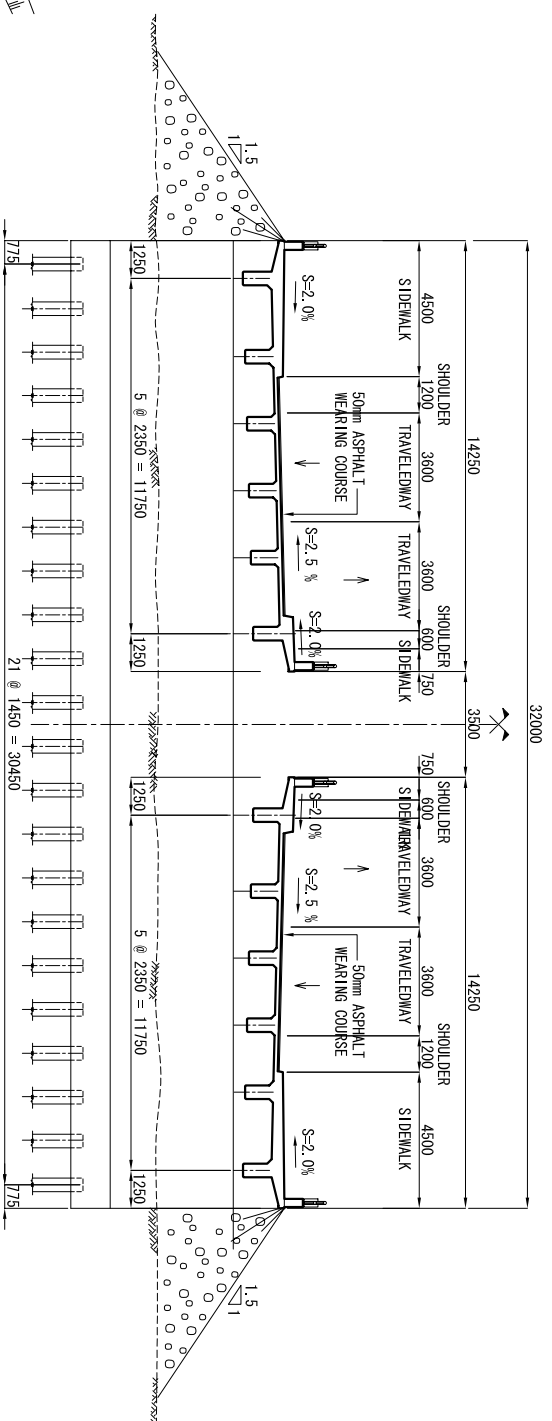 32000
14250
3500
14250
SHOULDER
SHOULDER
SHOULDER
SHOULDER
4500
1200
3600
3600
600
750
750
600
3600
3600
1200
4500
SIDEWALK
TRAVELEDWAY
TRAVELEDWAY
SIDEWALK
SIDEWALK
TRAVELEDWAY
TRAVELEDWAY
SIDEWALK
50mm ASPHALT
WEARING COURSE
50mm ASPHALT
WEARING COURSE
S=2.0%
S=2.5 %
S=2.0%
S=2.0%
S=2.5 %
S=2.0%
1.5
1
1.5
1
1250
5 @ 2350 = 11750
1250
1250
5 @ 2350 = 11750
1250
775
21 @ 1450 = 30450
775